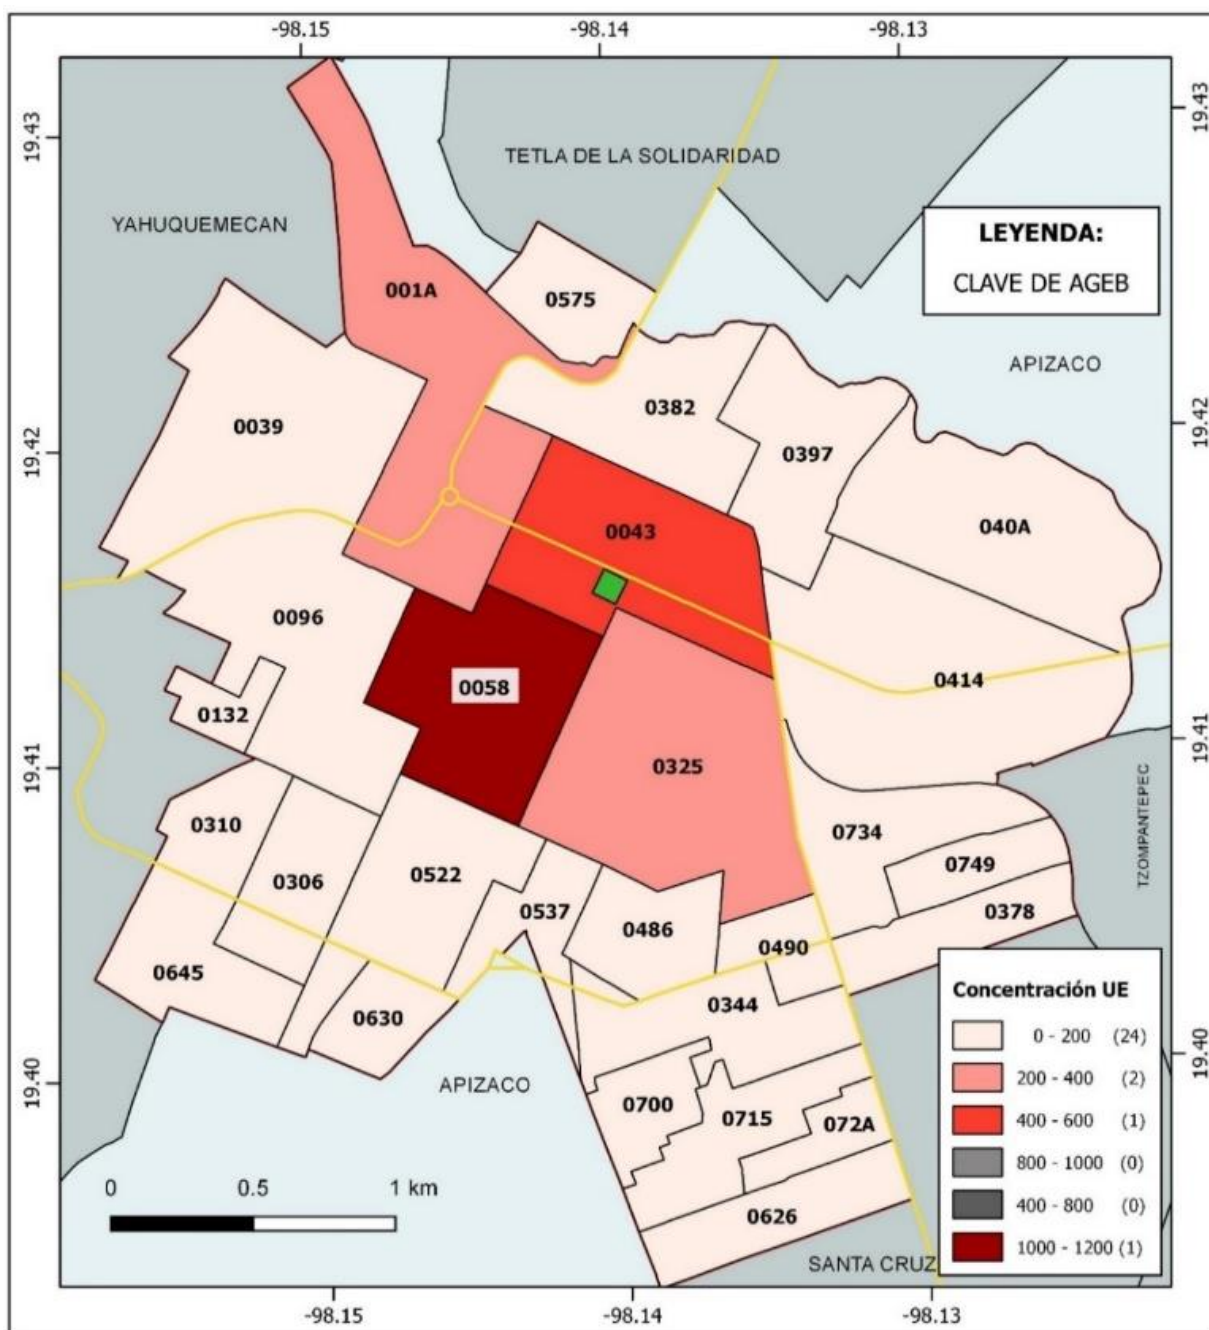 -98.15
-98.14
-98.13
19.43
19.43
TETLA DE LA SOLIDARIDAD
YAHUQUEMECAN
LEYENDA:
CLAVE DE AGEB
001A
0575
APIZACO
0382
0039
0397
19.42
19.42
0043
040A
0096
0058
0414
0132
19.41
19.41
0325
TZOMPANTEPEC
0310
0734
0306
0522
0749
0537
0378
0486
0490
0645
0344
0630
Concentración UE
0 - 200 (24)
200 - 400 (2)
400 - 600 (1)
800 - 1000 (0)
400 - 800 (0)
1000 - 1200 (1)
19.40
19.40
APIZACO
0700
0715
072A
0 0.5 1 km
0626
SANTA CRUZ
-98.15
-98.14
-98.13